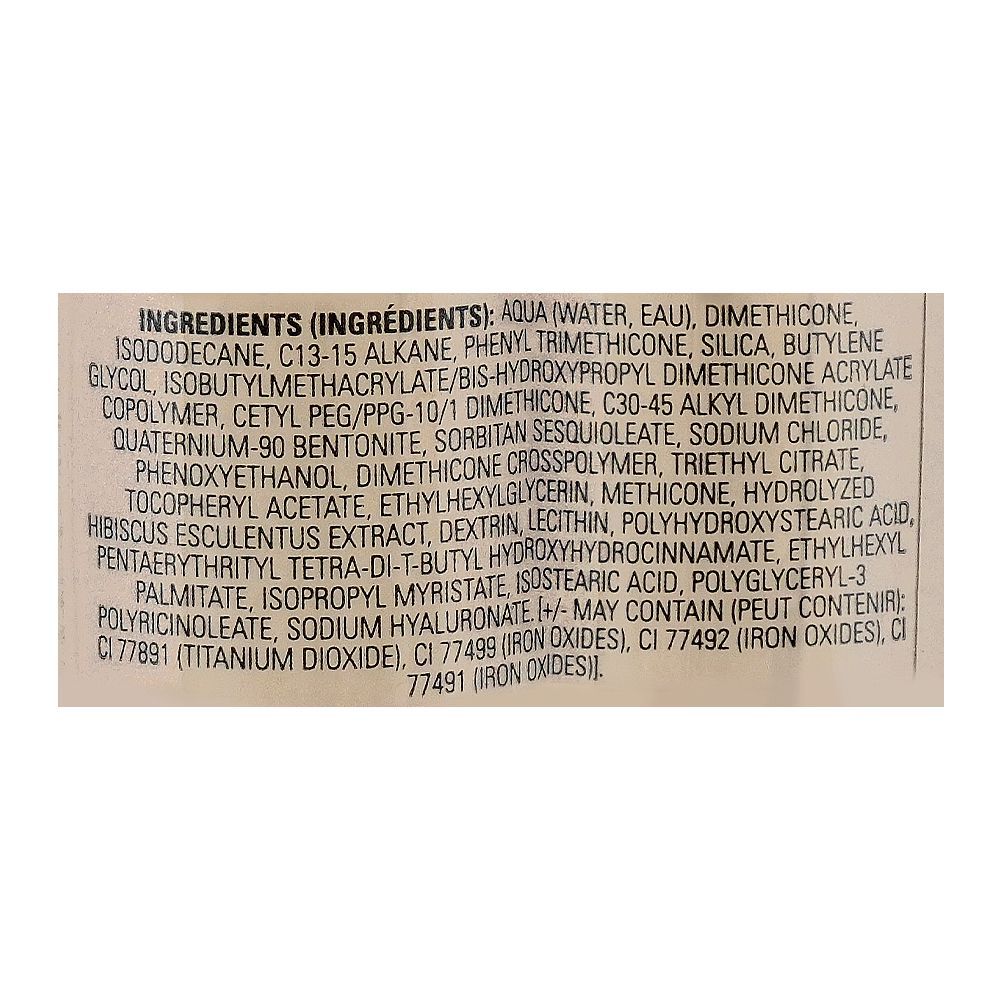 INGREDIENTS (INGRÉDIENTS): AQUA (WATER, EAU), DIMETHICONE,
ISODODECANE, C13-15 ALKANE, PHENYL TRIMETHICONE, SILICA, BUTYLENE
GLYCOL, ISOBUTYLMETHACRYLATE/BIS-HYDROXYPROPYL DIMETHICONE ACRYLATE
COPOLYMER, CETYL PEG/PPG-10/1 DIMETHICONE, C30-45 ALKYL DIMETHICONE,
QUATERNIUM-90 BENTONITE, SORBITAN SESQUIOLEATE, SODIUM CHLORIDE,
PHENOXYETHANOL, DIMETHICONE CROSSPOLYMER, TRIETHYL CITRATE,
TOCOPHERYL ACETATE, ETHYLHEXYLGLYCERIN, METHICONE, HYDROLYZED
HIBISCUS ESCULENTUS EXTRACT, DEXTRIN, LECITHIN, POLYHYDROXYSTEARIC ACID,
PENTAERYTHRITYL TETRA-DI-T-BUTYL HYDROXYHYDROCINNAMATE, ETHYLHEXYL
PALMITATE, ISOPROPYL MYRISTATE, ISOSTEARIC ACID, POLYGLYCERYL-3
POLYRICINOLEATE, SODIUM HYALURONATE. [+/- MAY CONTAIN (PEUT CONTENIR):
CI 77891 (TITANIUM DIOXIDE), CI 77499 (IRON OXIDES), CI 77492 (IRON OXIDES), CI
77491 (IRON OXIDES)].